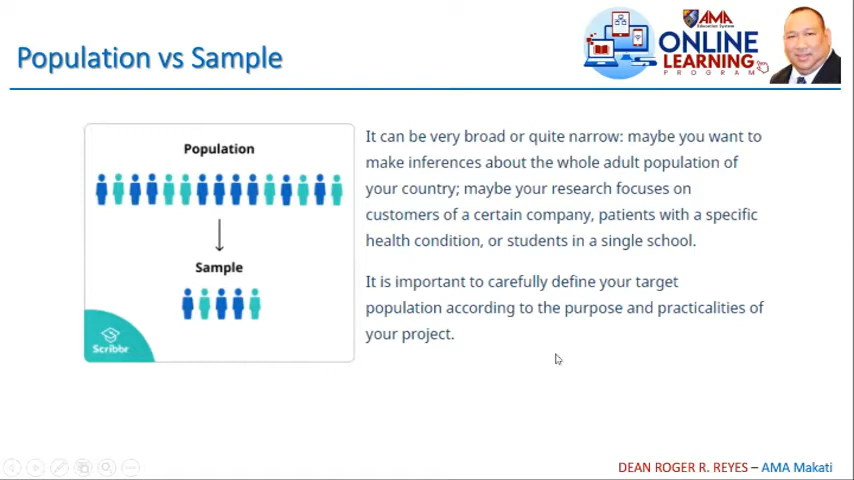 Population vs Sample
AMA
Education System
ONLINE
LEARNING
PROGRAM
Population
Sample
Scribbr
It can be very broad or quite narrow: maybe you want to
make inferences about the whole adult population of
your country; maybe your research focuses on
customers of a certain company, patients with a specific
health condition, or students in a single school.
It is important to carefully define your target
population according to the purpose and practicalities of
your project.
DEAN ROGER R. REYES – AMA Makati